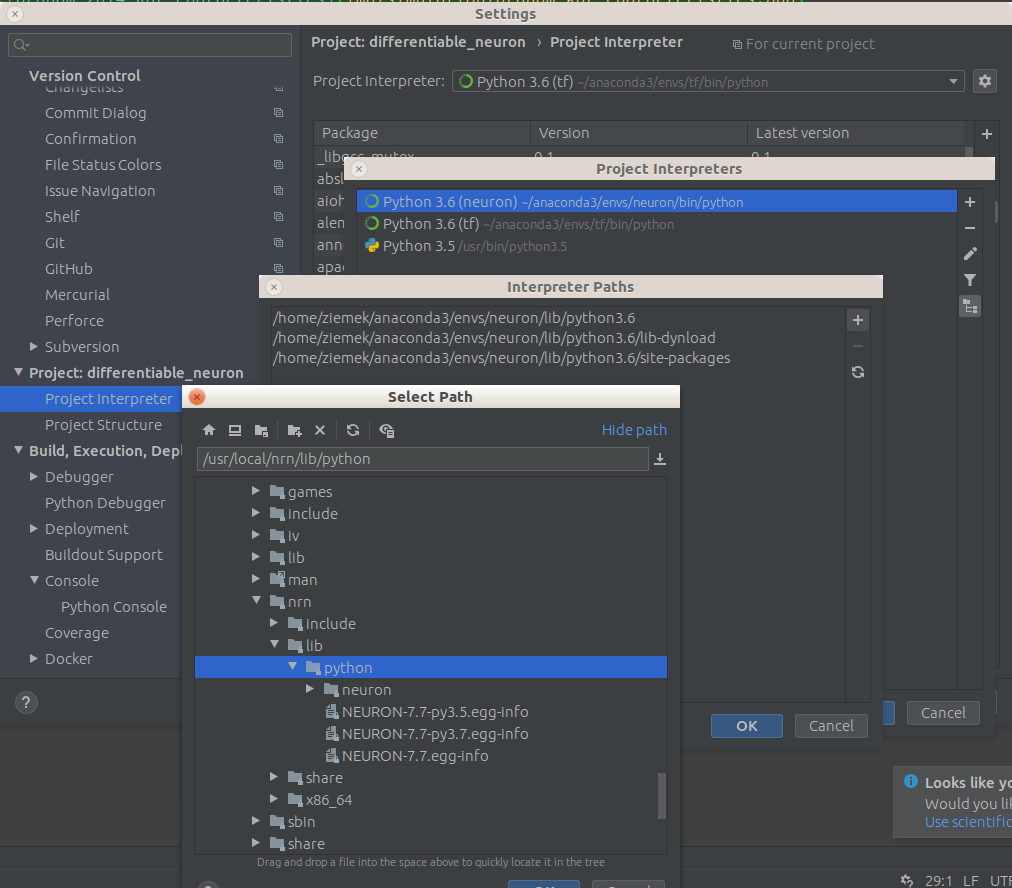 Settings
Project: differentiable_neuron › Project Interpreter
For current project
Version Control
Changelists
Commit Dialog
Confirmation
File Status Colors
Issue Navigation
Shelf
Git
GitHub
Mercurial
Perforce
Subversion
Project: differentiable_neuron
Project Interpreter
Project Structure
Build, Execution, Depl
Debugger
Python Debugger
Deployment
Buildout Support
Console
Python Console
Coverage
Docker
Project Interpreter: Python 3.6 (tf) ~/anaconda3/envs/tf/bin/python
Package Version Latest version
_libgcc_mutex 0.1 0.1
absl
aioh
alem
ann
apac
Project Interpreters
Python 3.6 (neuron) ~/anaconda3/envs/neuron/bin/python
Python 3.6 (tf) ~/anaconda3/envs/tf/bin/python
Python 3.5 /usr/bin/python3.5
Interpreter Paths
/home/ziemek/anaconda3/envs/neuron/lib/python3.6
/home/ziemek/anaconda3/envs/neuron/lib/python3.6/lib-dynload
/home/ziemek/anaconda3/envs/neuron/lib/python3.6/site-packages
Select Path
Hide path
/usr/local/nrn/lib/python
games
include
iv
lib
man
nrn
include
lib
python
neuron
NEURON-7.7-py3.5.egg-info
NEURON-7.7-py3.7.egg-info
NEURON-7.7.egg-info
share
x86_64
sbin
share
Drag and drop a file into the space above to quickly locate it in the tree
OK Cancel
Cancel
Looks like yo
Would you lik
Use scientific
29:1 LF UTF